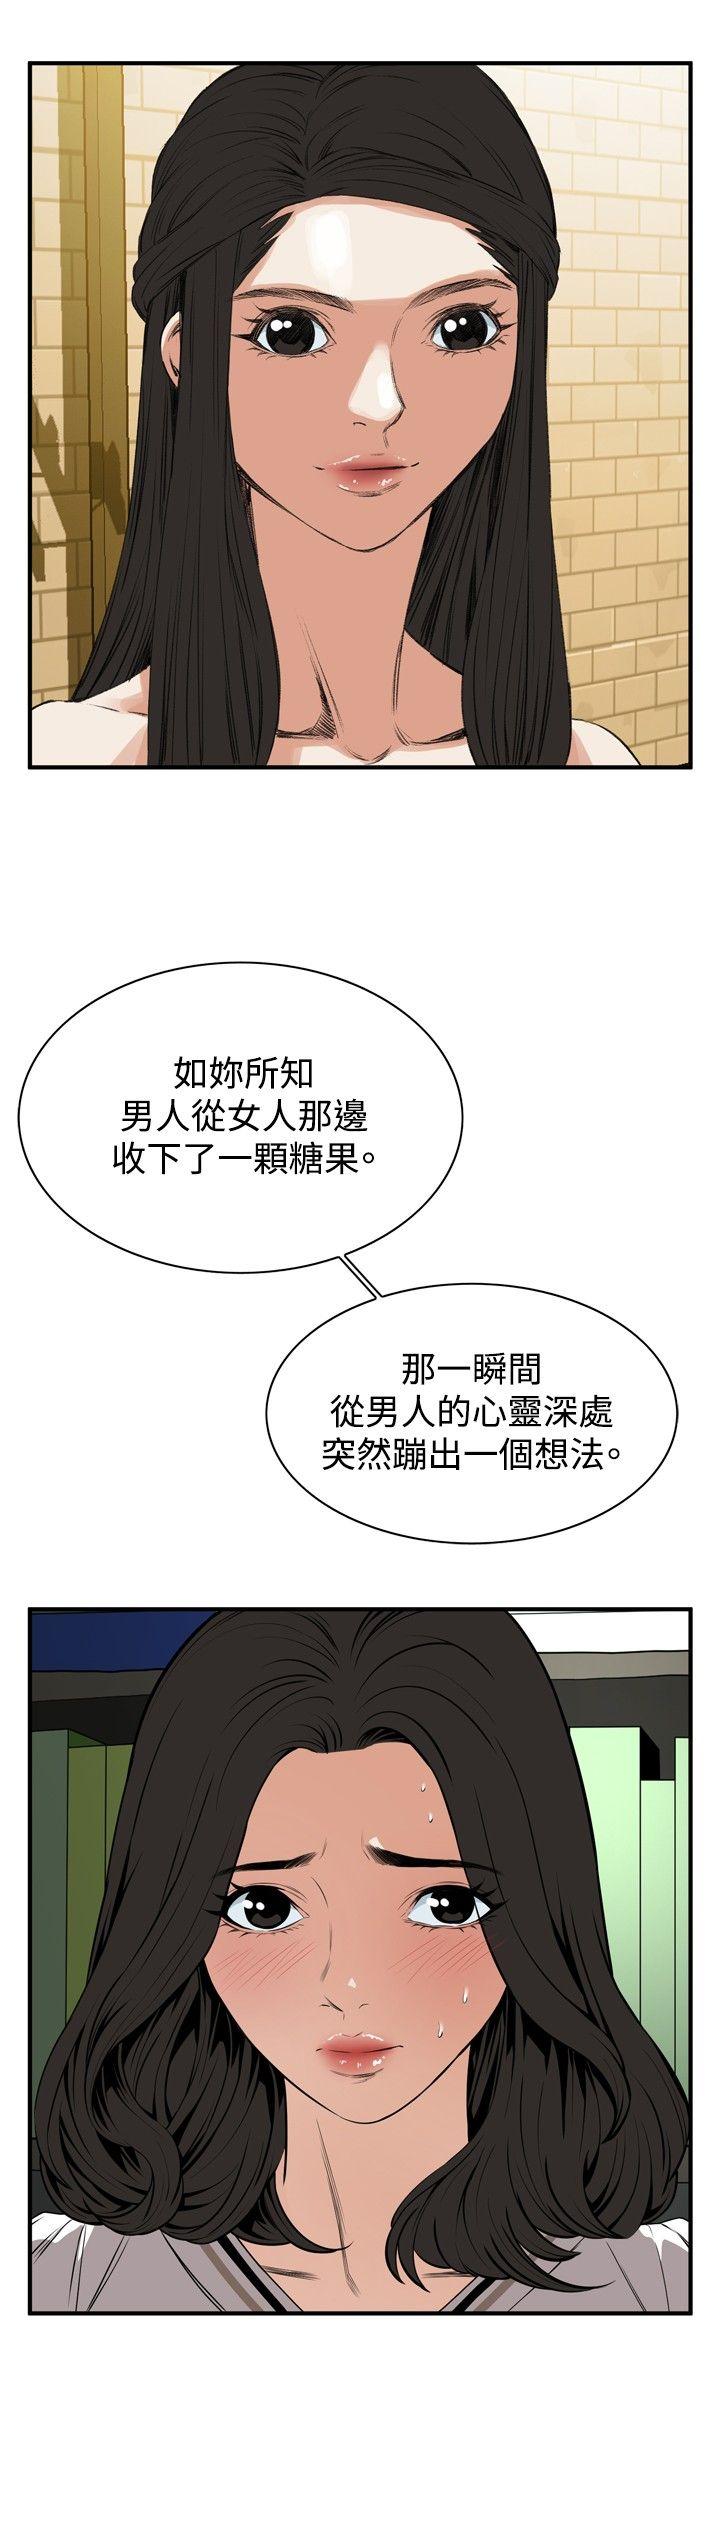 如妳所知
男人從女人那邊
收下了一顆糖果。
那一瞬間
從男人的心靈深處
突然蹦出一個想法。